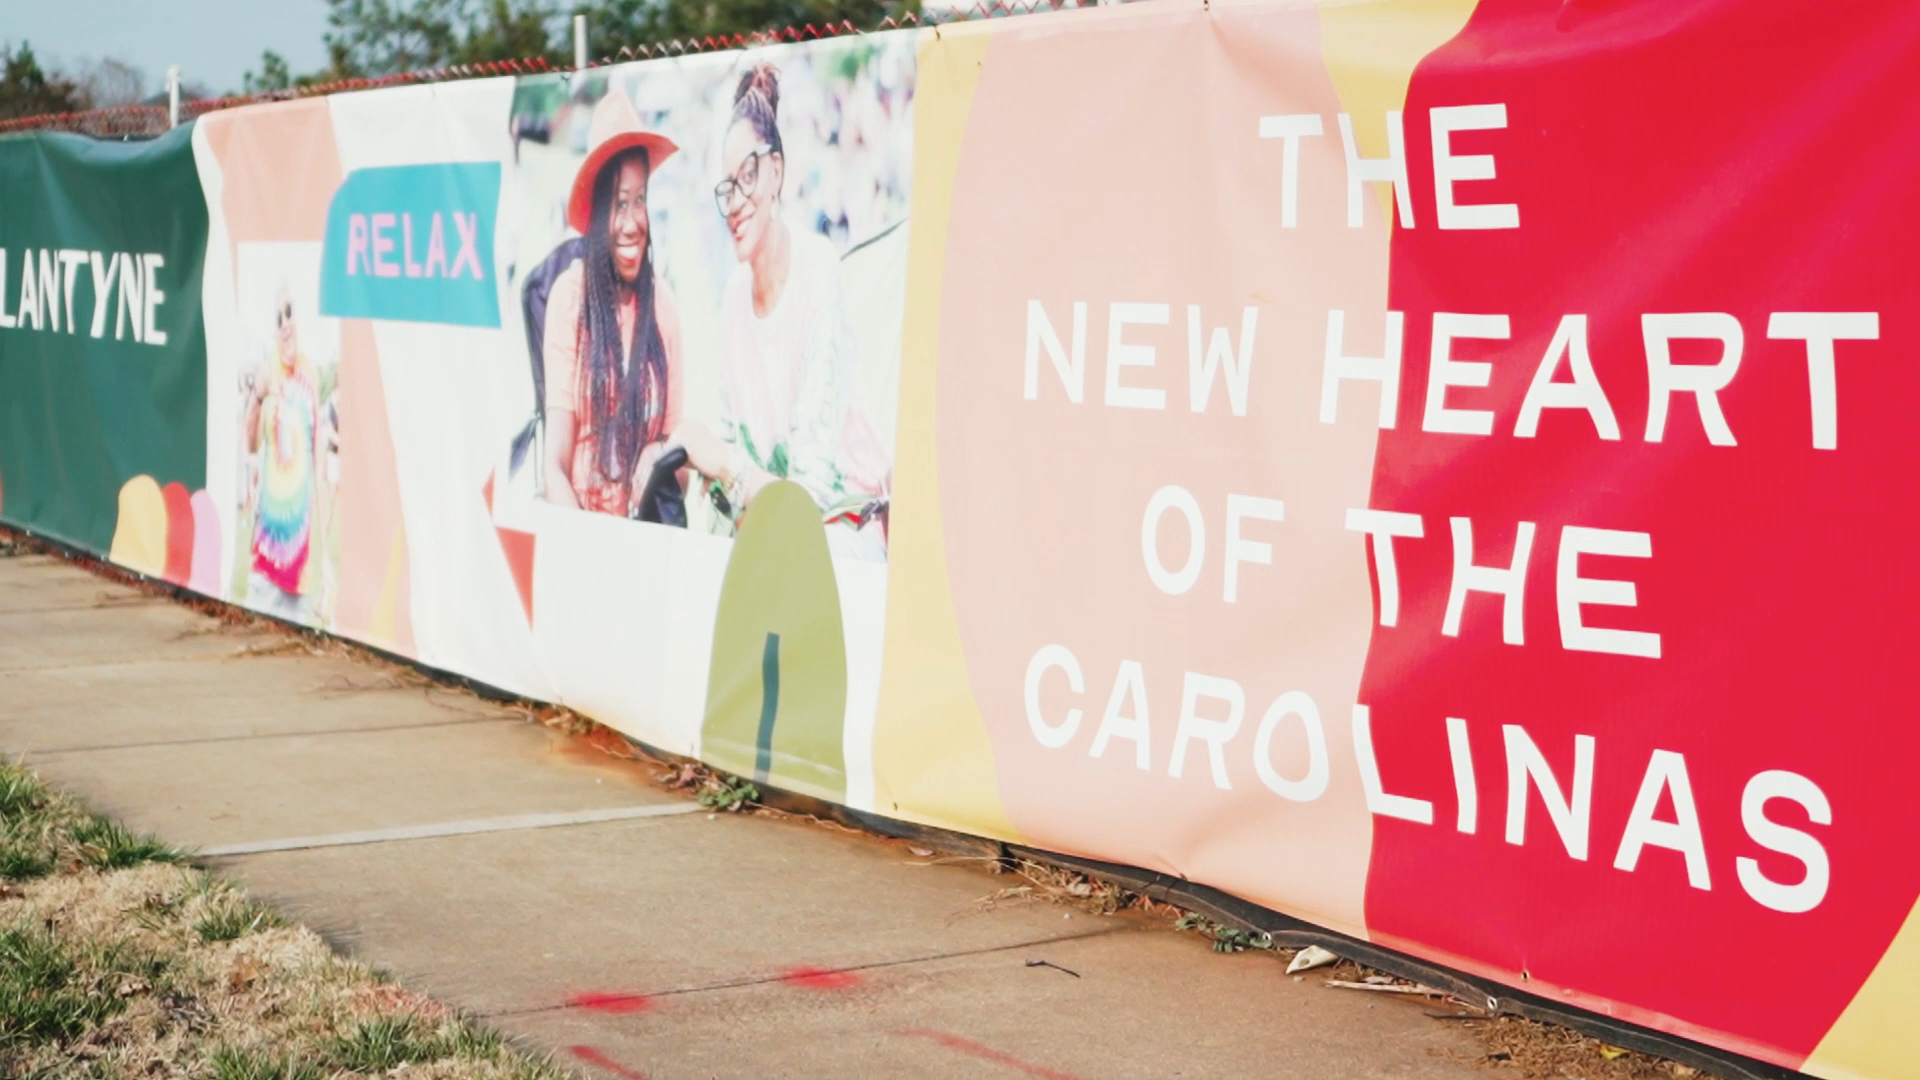 LANTYNE
RELAX
THE
NEW HEART
OF THE
CAROLINAS